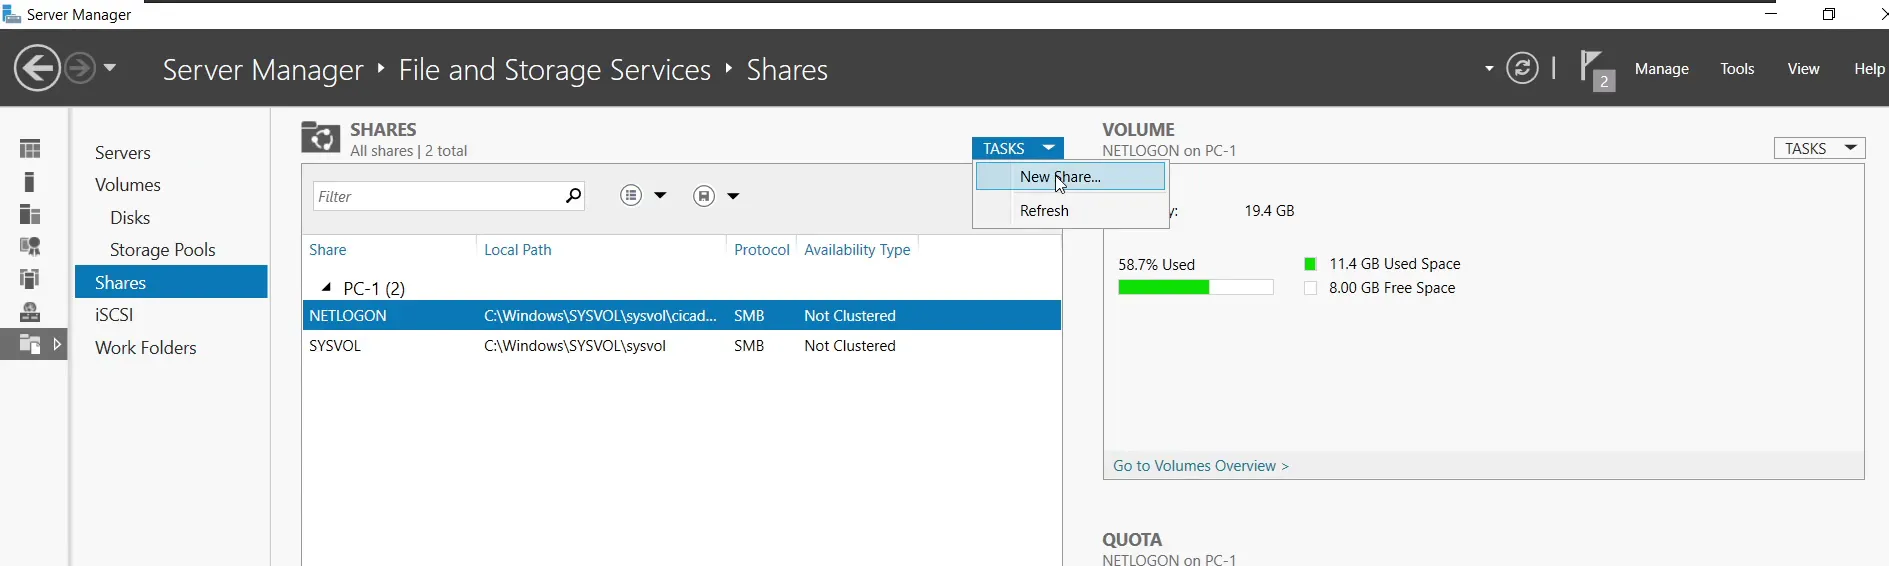 Server Manager
Server Manager ‣ File and Storage Services ‣ Shares
2
Manage Tools View Help
Servers
Volumes
Disks
Storage Pools
Shares
iSCSI
Work Folders
SHARES
All shares | 2 total
TASKS
New Share...
Refresh
Filter
Share Local Path Protocol Availability Type
PC-1 (2)
NETLOGON C:\Windows\SYSVOL\sysvol\cicad... SMB Not Clustered
SYSVOL C:\Windows\SYSVOL\sysvol SMB Not Clustered
VOLUME
NETLOGON on PC-1
TASKS
y: 19.4 GB
58.7% Used
11.4 GB Used Space
8.00 GB Free Space
Go to Volumes Overview >
QUOTA
NETLOGON on PC-1